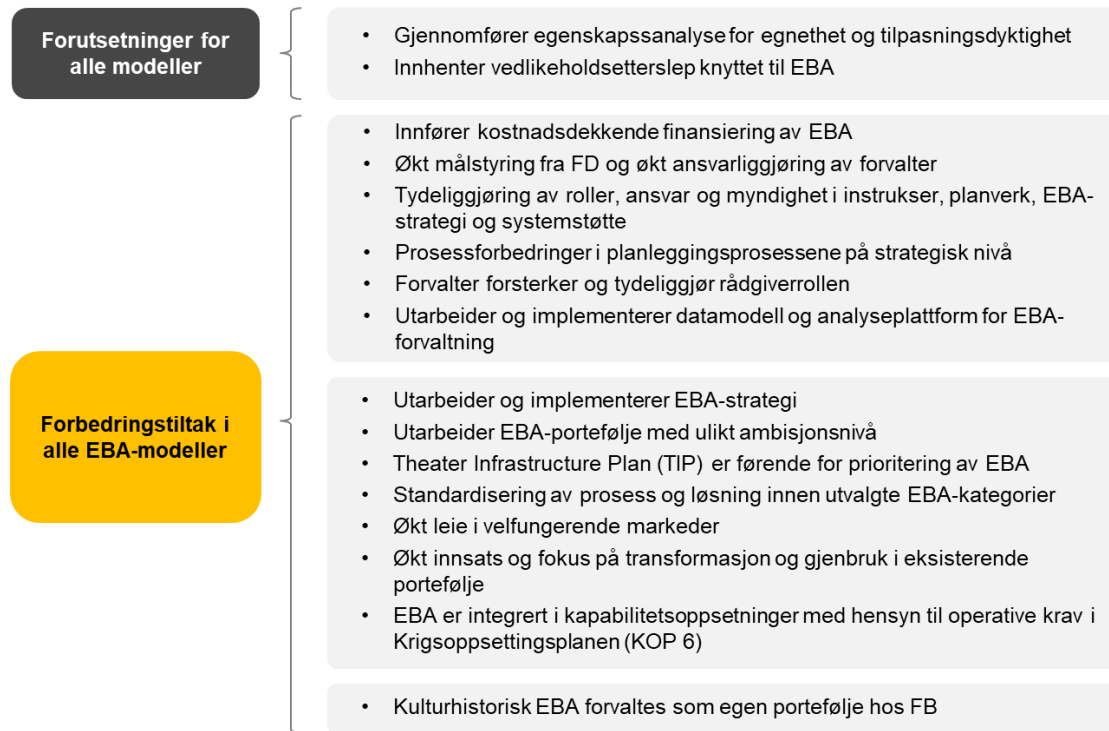 Forutsetninger for
alle modeller
• Gjennomfører egenskapssanalyse for egnethet og tilpasningsdyktighet
• Innhenter vedlikeholdsetterslep knyttet til EBA
Forbedringstiltak i
alle EBA-modeller
• Innfører kostnadsdekkende finansiering av EBA
• Økt målstyring fra FD og økt ansvarliggjøring av forvalter
• Tydeliggjøring av roller, ansvar og myndighet i instrukser, planverk, EBA-
strategi og systemstøtte
• Prosessforbedringer i planleggingsprosessene på strategisk nivå
• Forvalter forsterker og tydeliggjør rådgiverrollen
• Utarbeider og implementerer datamodell og analyseplattform for EBA-
forvaltning
• Utarbeider og implementerer EBA-strategi
• Utarbeider EBA-portefølje med ulikt ambisjonsnivå
• Theater Infrastructure Plan (TIP) er førende for prioritering av EBA
• Standardisering av prosess og løsning innen utvalgte EBA-kategorier
• Økt leie i velfungerende markeder
• Økt innsats og fokus på transformasjon og gjenbruk i eksisterende
portefølje
• EBA er integrert i kapabilitetsoppsetninger med hensyn til operative krav i
Krigsoppsettingsplanen (KOP 6)
• Kulturhistorisk EBA forvaltes som egen portefølje hos FB